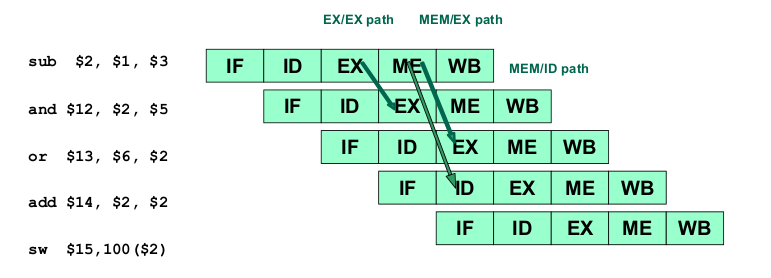 EX/EX path MEM/EX path
sub $2, $1, $3 IF ID EX ME WB MEM/ID path
and $12, $2, $5 IF ID EX ME WB
or $13, $6, $2 IF ID EX ME WB
add $14, $2, $2 IF ID EX ME WB
sw $15,100($2) IF ID EX ME WB